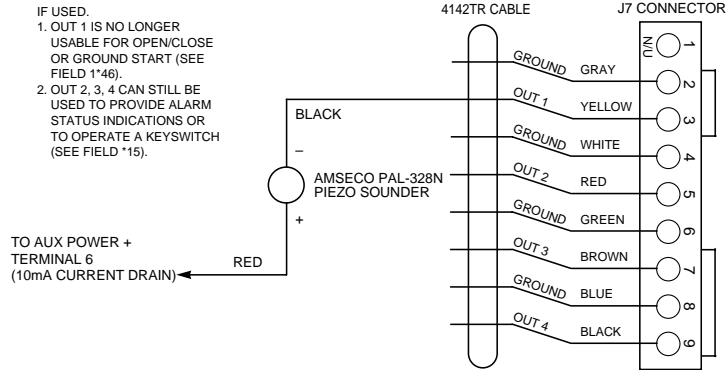 IF USED.
1. OUT 1 IS NO LONGER
USABLE FOR OPEN/CLOSE
OR GROUND START (SEE
FIELD 1*46).
2. OUT 2, 3, 4 CAN STILL BE
USED TO PROVIDE ALARM
STATUS INDICATIONS OR
TO OPERATE A KEYSWITCH
(SEE FIELD *15).
4142TR CABLE
J7 CONNECTOR
N/U
1
GROUND
GRAY
2
OUT 1
YELLOW
3
GROUND
WHITE
4
OUT 2
RED
5
GROUND
GREEN
6
OUT 3
BROWN
7
GROUND
BLUE
8
OUT 4
BLACK
9
BLACK
–
AMSECO PAL-328N
PIEZO SOUNDER
+
TO AUX POWER +
TERMINAL 6
(10mA CURRENT DRAIN)
RED